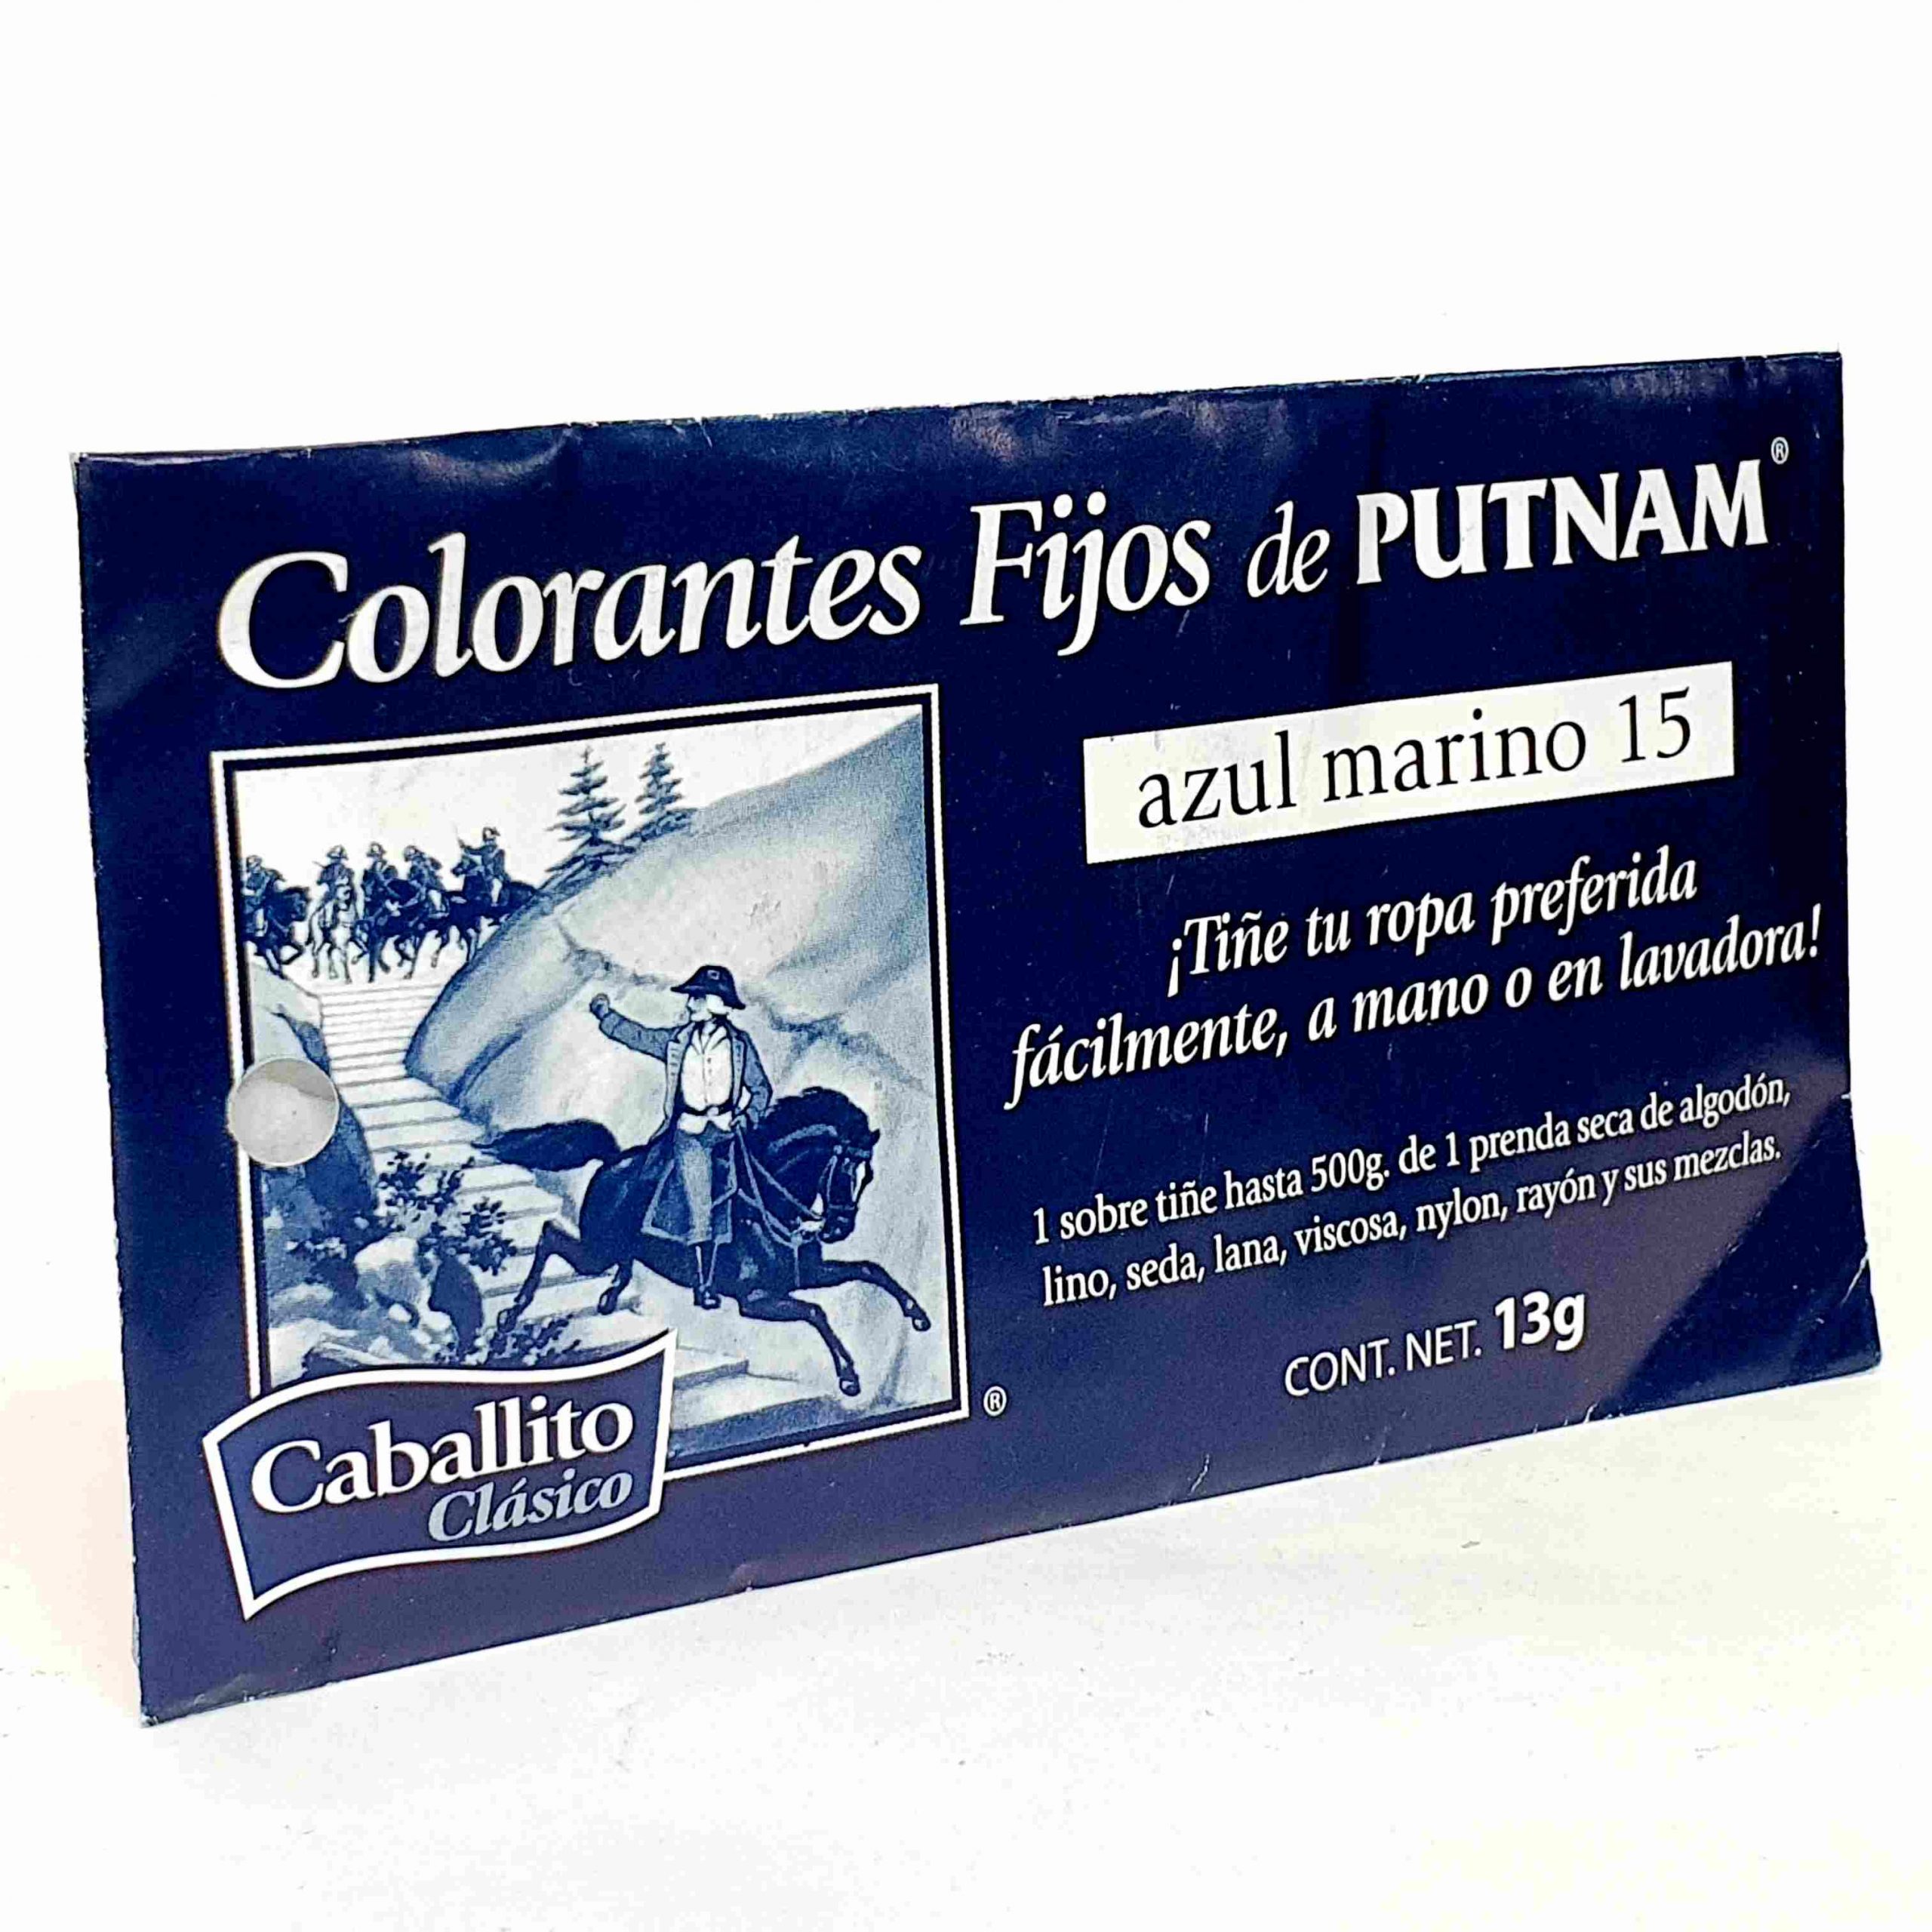 Colorantes Fijos de PUTNAM®
azul marino 15
¡Tiñe tu ropa preferida
fácilmente, a mano o en lavadora!
1 sobre tiñe hasta 500g. de 1 prenda seca de algodón,
lino, seda, lana, viscosa, nylon, rayón y sus mezclas.
CONT. NET. 13g
®
Caballito
Clásico